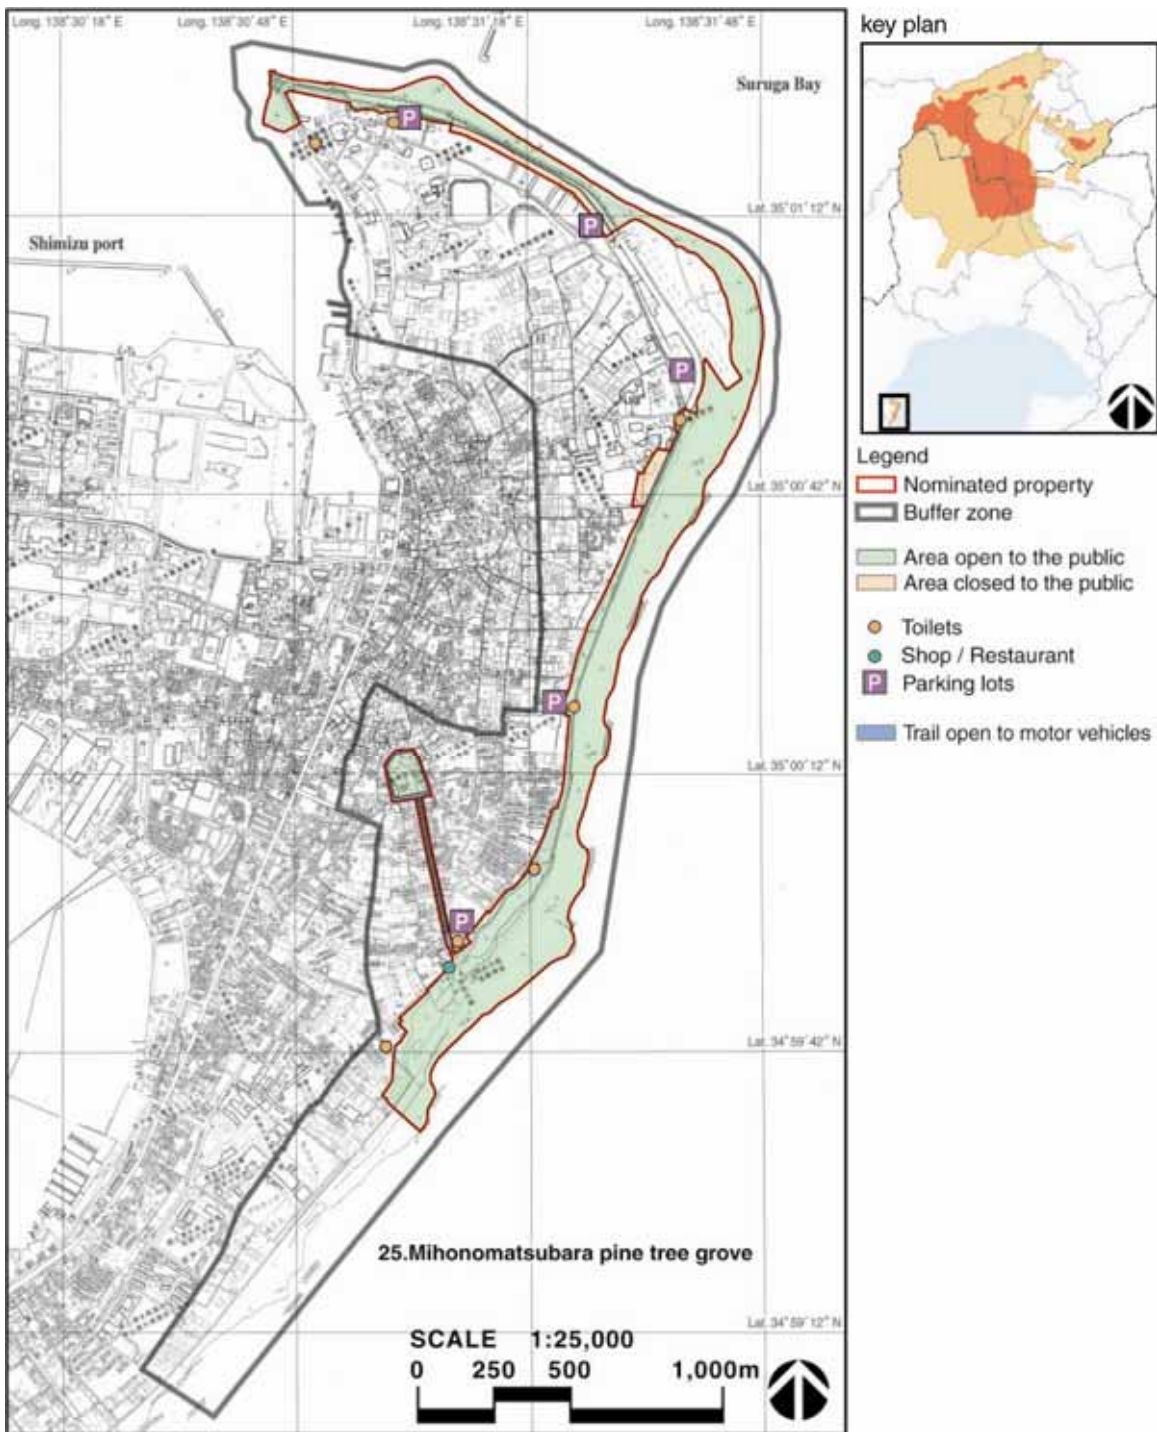 Long. 138°30′18″ E
Long. 138°30′48″ E
Long. 138°31′18″ E
Long. 138°31′48″ E
Suruga Bay
P
Lat. 35°01′12″ N
P
Shimizu port
P
Lat. 35°00′42″ N
P
Lat. 35°00′12″ N
P
Lat. 34°59′42″ N
25.Mihonomatsubara pine tree grove
Lat. 34°59′12″ N
SCALE 1:25,000
0 250 500 1,000m
key plan
Legend
Nominated property
Buffer zone
Area open to the public
Area closed to the public
Toilets
Shop / Restaurant
P Parking lots
Trail open to motor vehicles